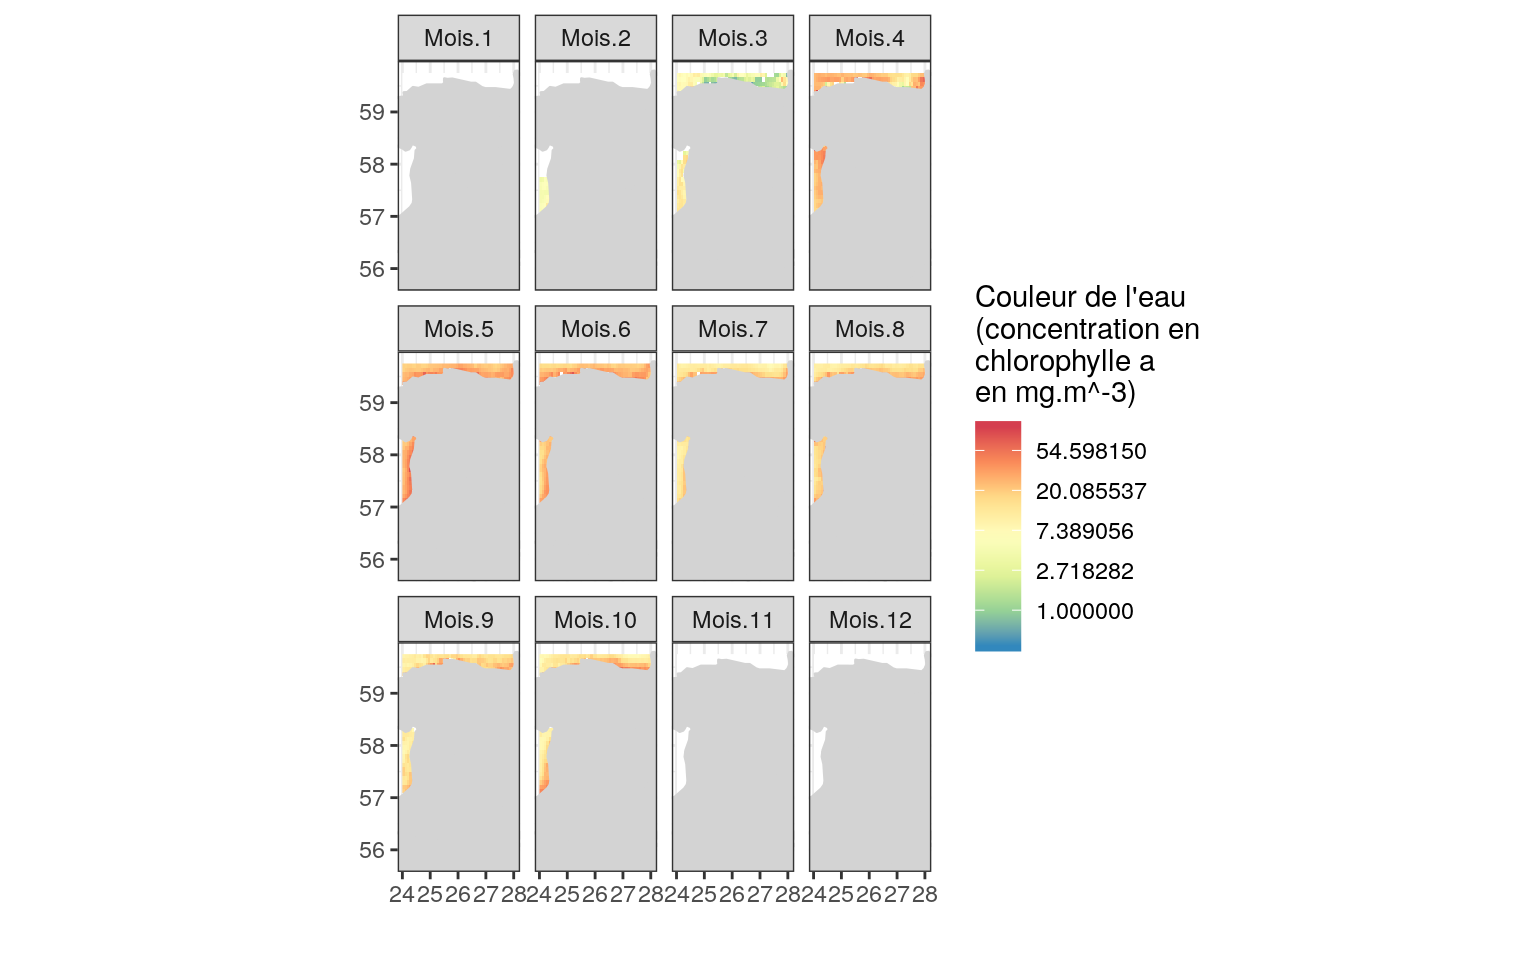 Mois.1 Mois.2 Mois.3 Mois.4
59
58
57
56
Mois.5 Mois.6 Mois.7 Mois.8
59
58
57
56
Mois.9 Mois.10 Mois.11 Mois.12
59
58
57
56
24 25 26 27 28 24 25 26 27 28 24 25 26 27 28 24 25 26 27 28
Couleur de l'eau
(concentration en
chlorophylle a
en mg.m^-3)
54.598150
20.085537
7.389056
2.718282
1.000000